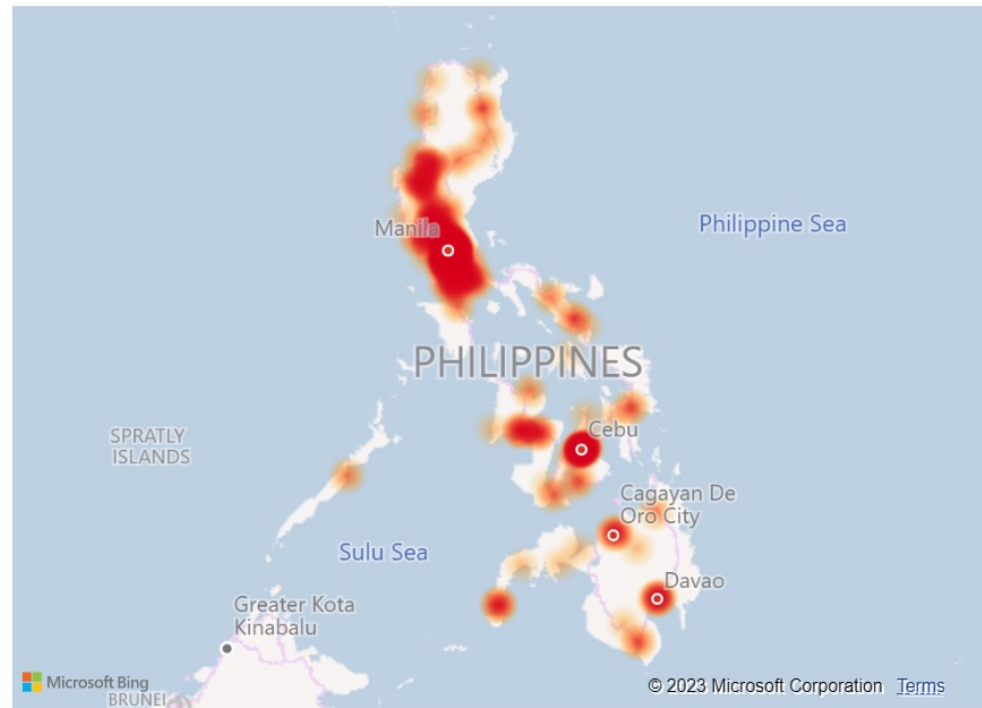 Manila
Philippine Sea
PHILIPPINES
SPRATLY
ISLANDS
Cebu
Cagayan De
Oro City
Sulu Sea
Davao
Greater Kota
Kinabalu
Microsoft Bing
© 2023 Microsoft Corporation Terms
BRUNEI